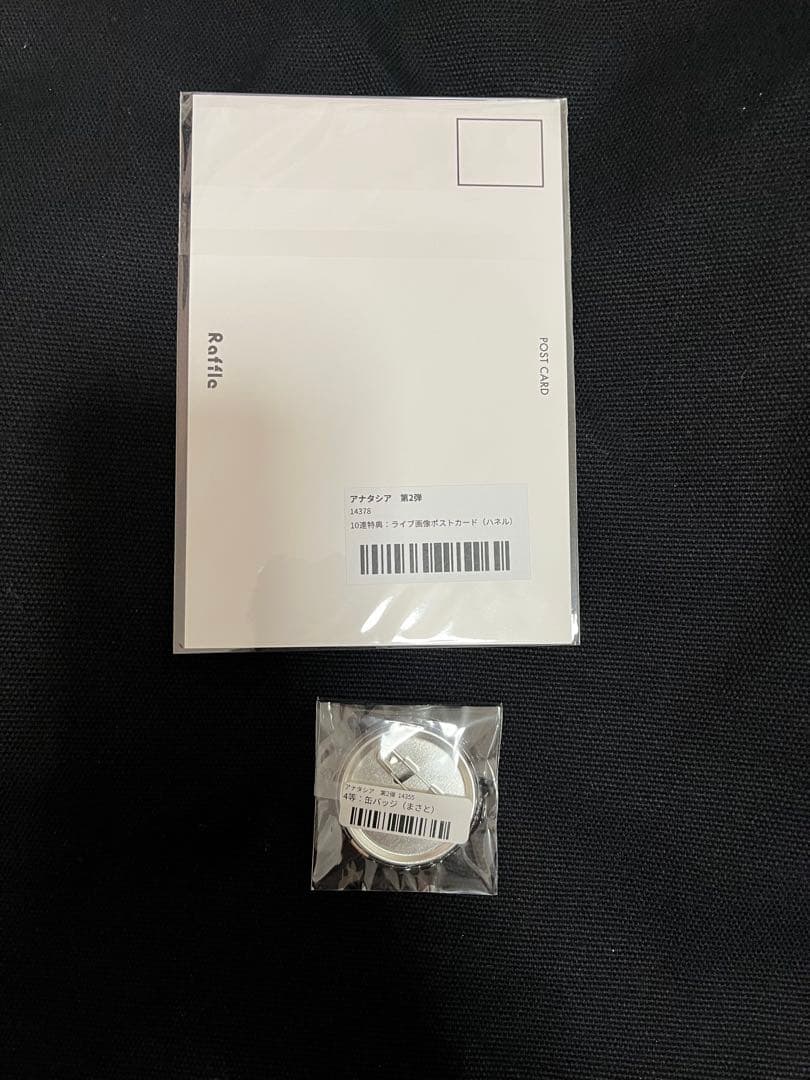 Raffle
POST CARD
アナタシア 第2弾
14378
10連特典：ライブ画像ポストカード（ハネル）
アナタシア 第2弾 14355
4等：缶バッジ（まさと）